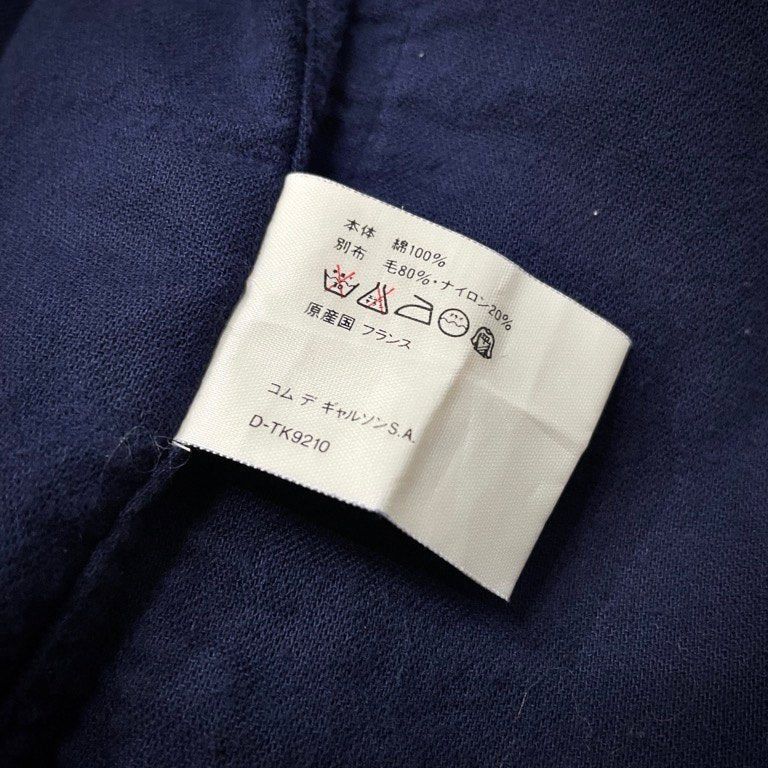 本体 綿100%
別布 毛80%・ナイロン20%
原産国 フランス
コム デ ギャルソンS.A.
D-TK9210